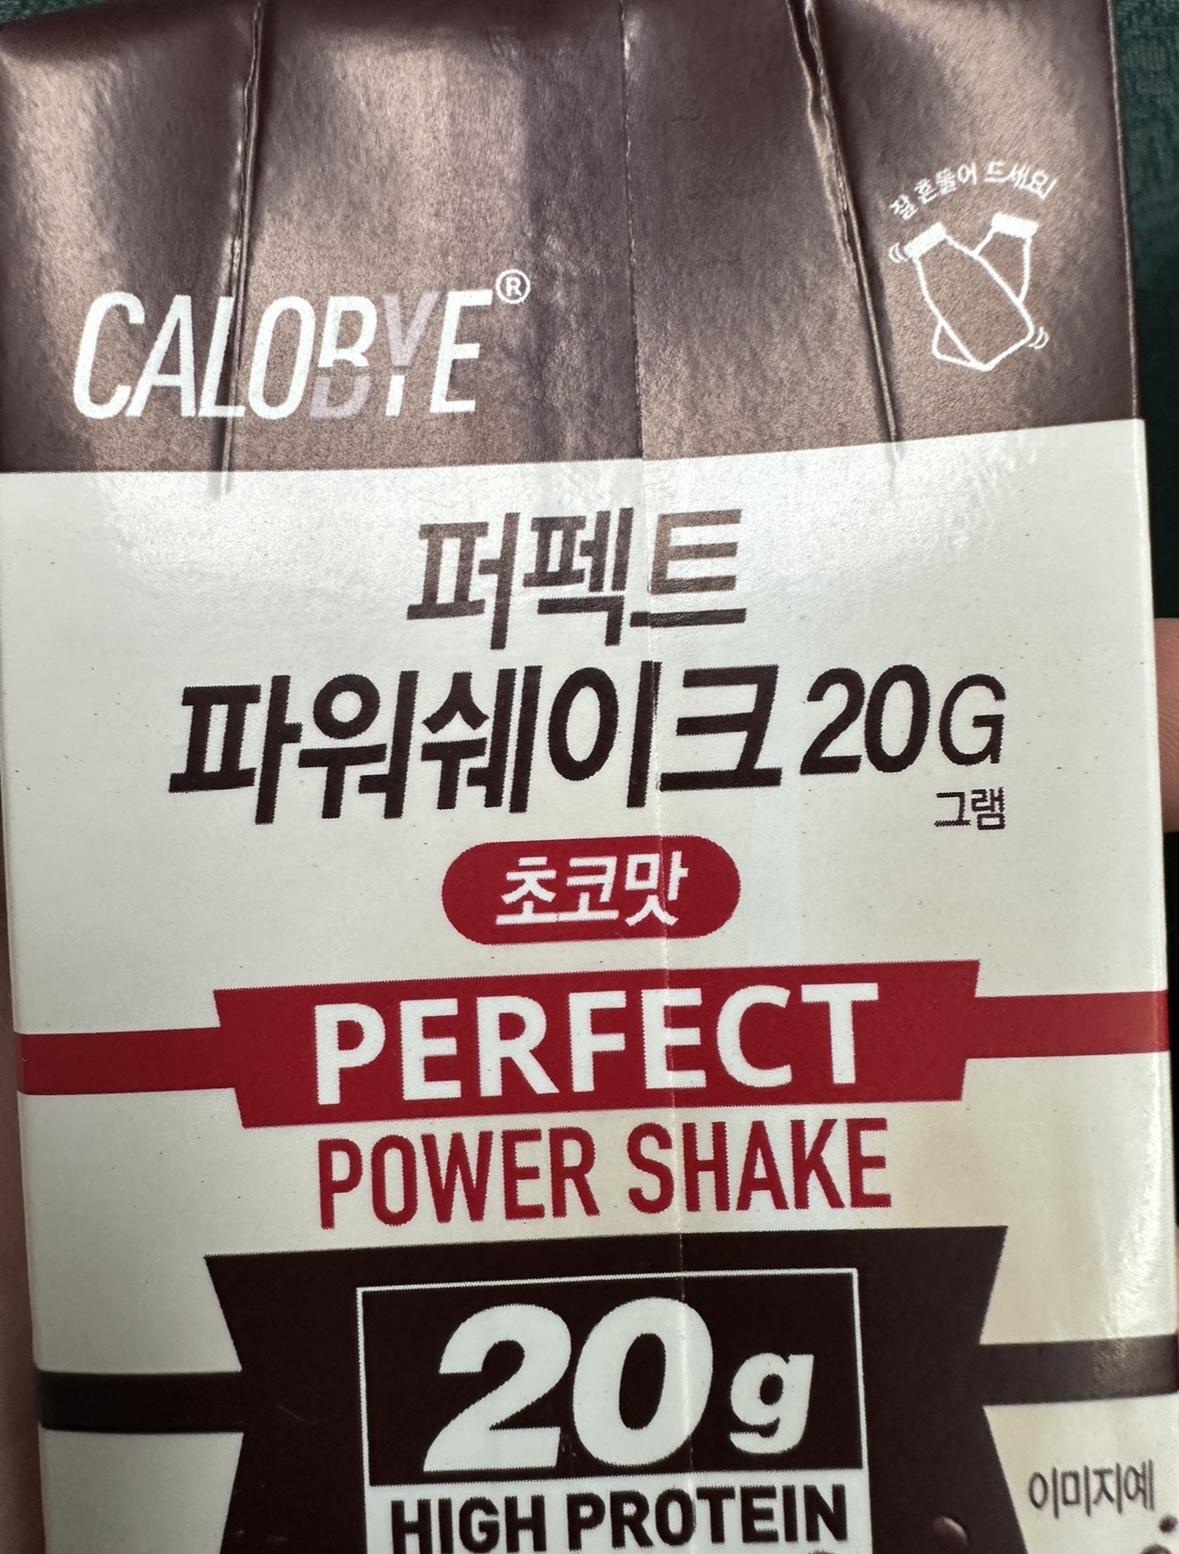 잘 흔들어 드세요!
CALOBYE®
퍼펙트
파워쉐이크 20G
그램
초코맛
PERFECT
POWER SHAKE
20g
HIGH PROTEIN
이미지예